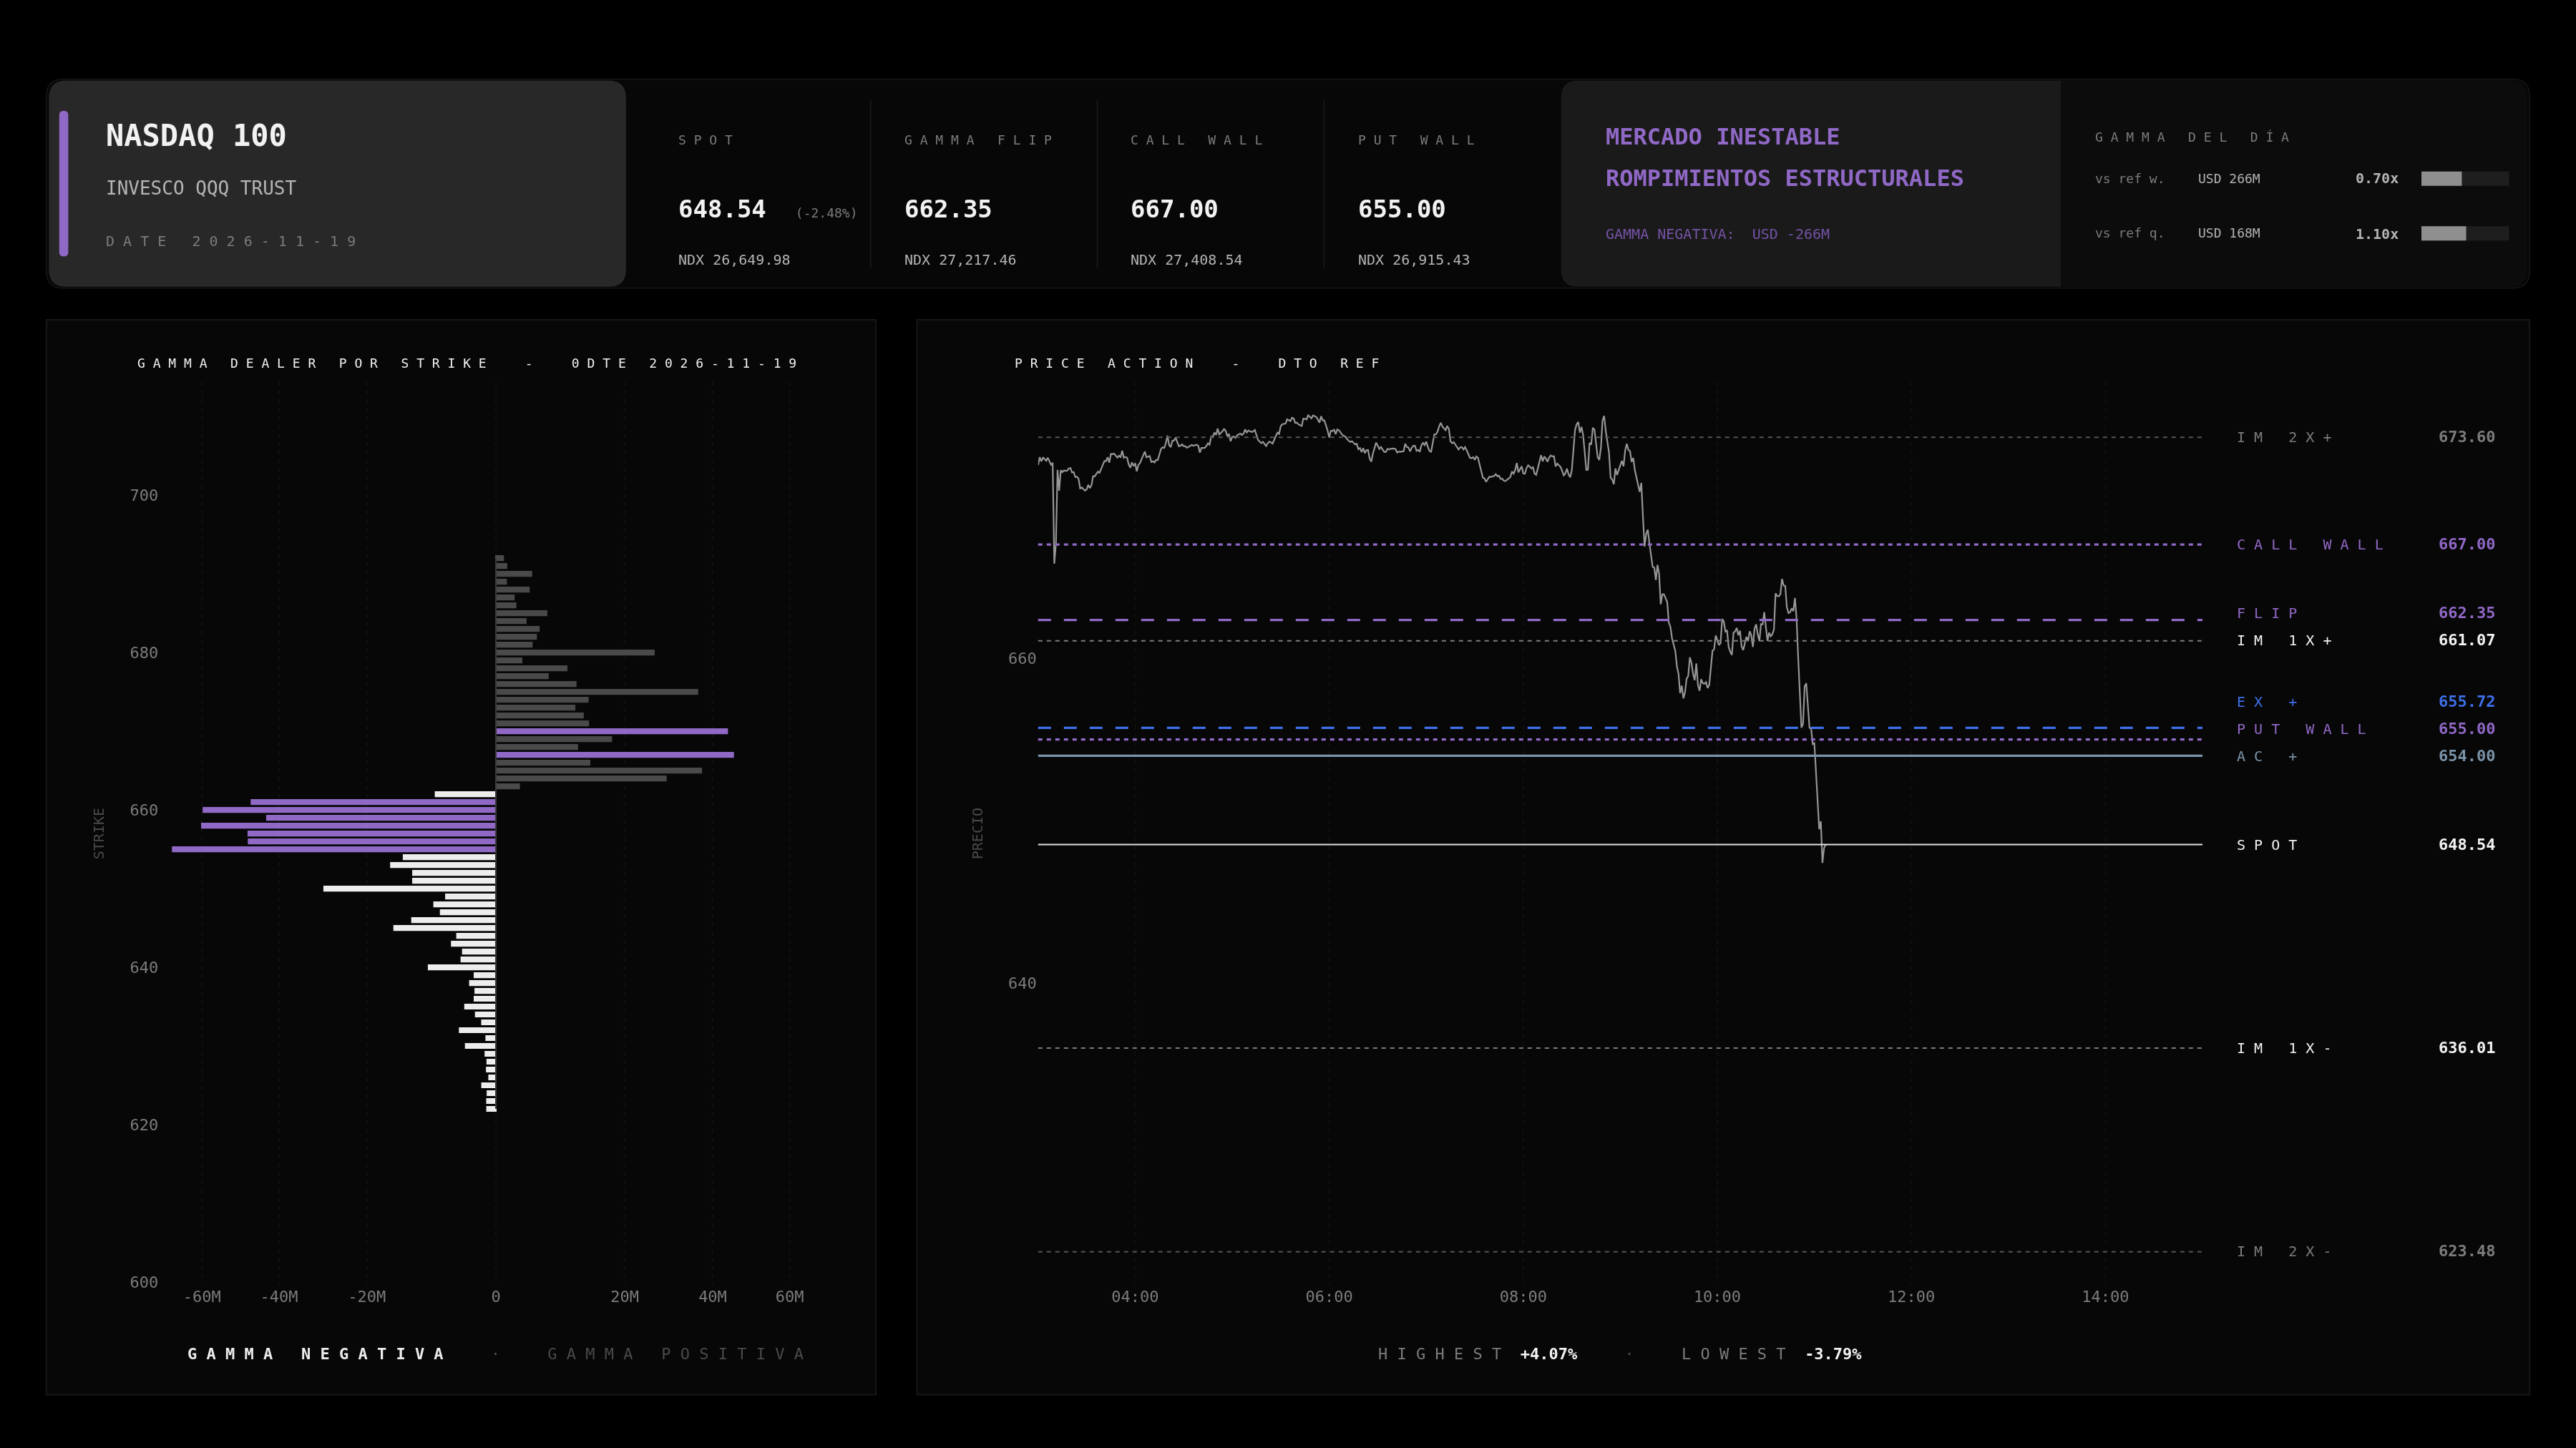 NASDAQ 100
INVESCO QQQ TRUST
DATE 2026-11-19
SPOT
648.54 (-2.48%)
NDX 26,649.98
GAMMA FLIP
662.35
NDX 27,217.46
CALL WALL
667.00
NDX 27,408.54
PUT WALL
655.00
NDX 26,915.43
MERCADO INESTABLE
ROMPIMIENTOS ESTRUCTURALES
GAMMA NEGATIVA: USD -266M
GAMMA DEL DÍA
vs ref w. USD 266M 0.70x
vs ref q. USD 168M 1.10x
GAMMA DEALER POR STRIKE - 0DTE 2026-11-19
STRIKE
700
680
660
640
620
600
-60M -40M -20M 0 20M 40M 60M
GAMMA NEGATIVA · GAMMA POSITIVA
PRICE ACTION - DTO REF
PRECIO
660
640
IM 2X+ 673.60
CALL WALL 667.00
FLIP 662.35
IM 1X+ 661.07
EX + 655.72
PUT WALL 655.00
AC + 654.00
SPOT 648.54
IM 1X- 636.01
IM 2X- 623.48
04:00 06:00 08:00 10:00 12:00 14:00
HIGHEST +4.07% · LOWEST -3.79%